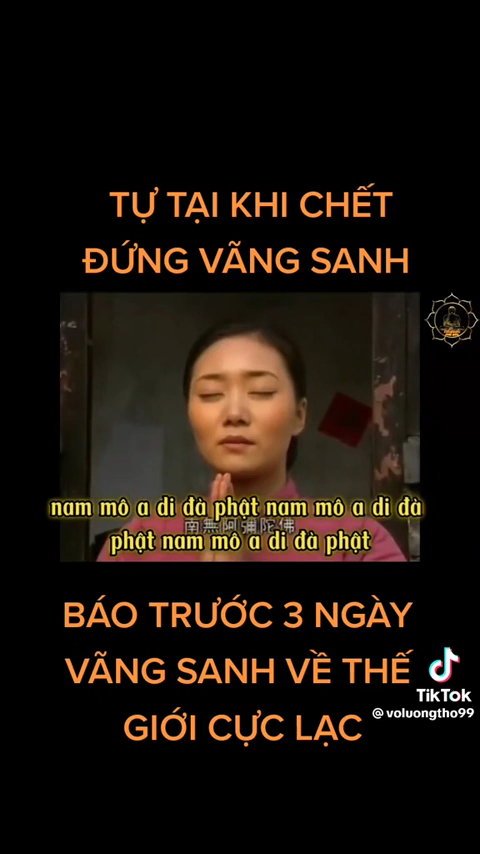 TỰ TẠI KHI CHẾT
ĐỨNG VÃNG SANH
nam mô a di đà phật nam mô a di đà
南無阿彌陀佛
phật nam mô a di đà phật
BÁO TRƯỚC 3 NGÀY
VÃNG SANH VỀ THẾ
GIỚI CỰC LẠC
TikTok
@voluongtho99